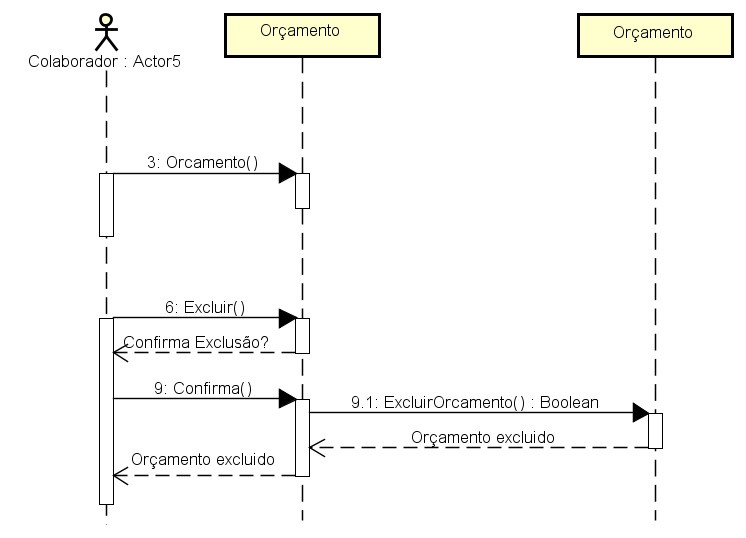 Orçamento
Orçamento
Colaborador : Actor5
3: Orcamento()
6: Excluir()
Confirma Exclusão?
9: Confirma()
9.1: ExcluirOrcamento() : Boolean
Orçamento excluido
Orçamento excluido